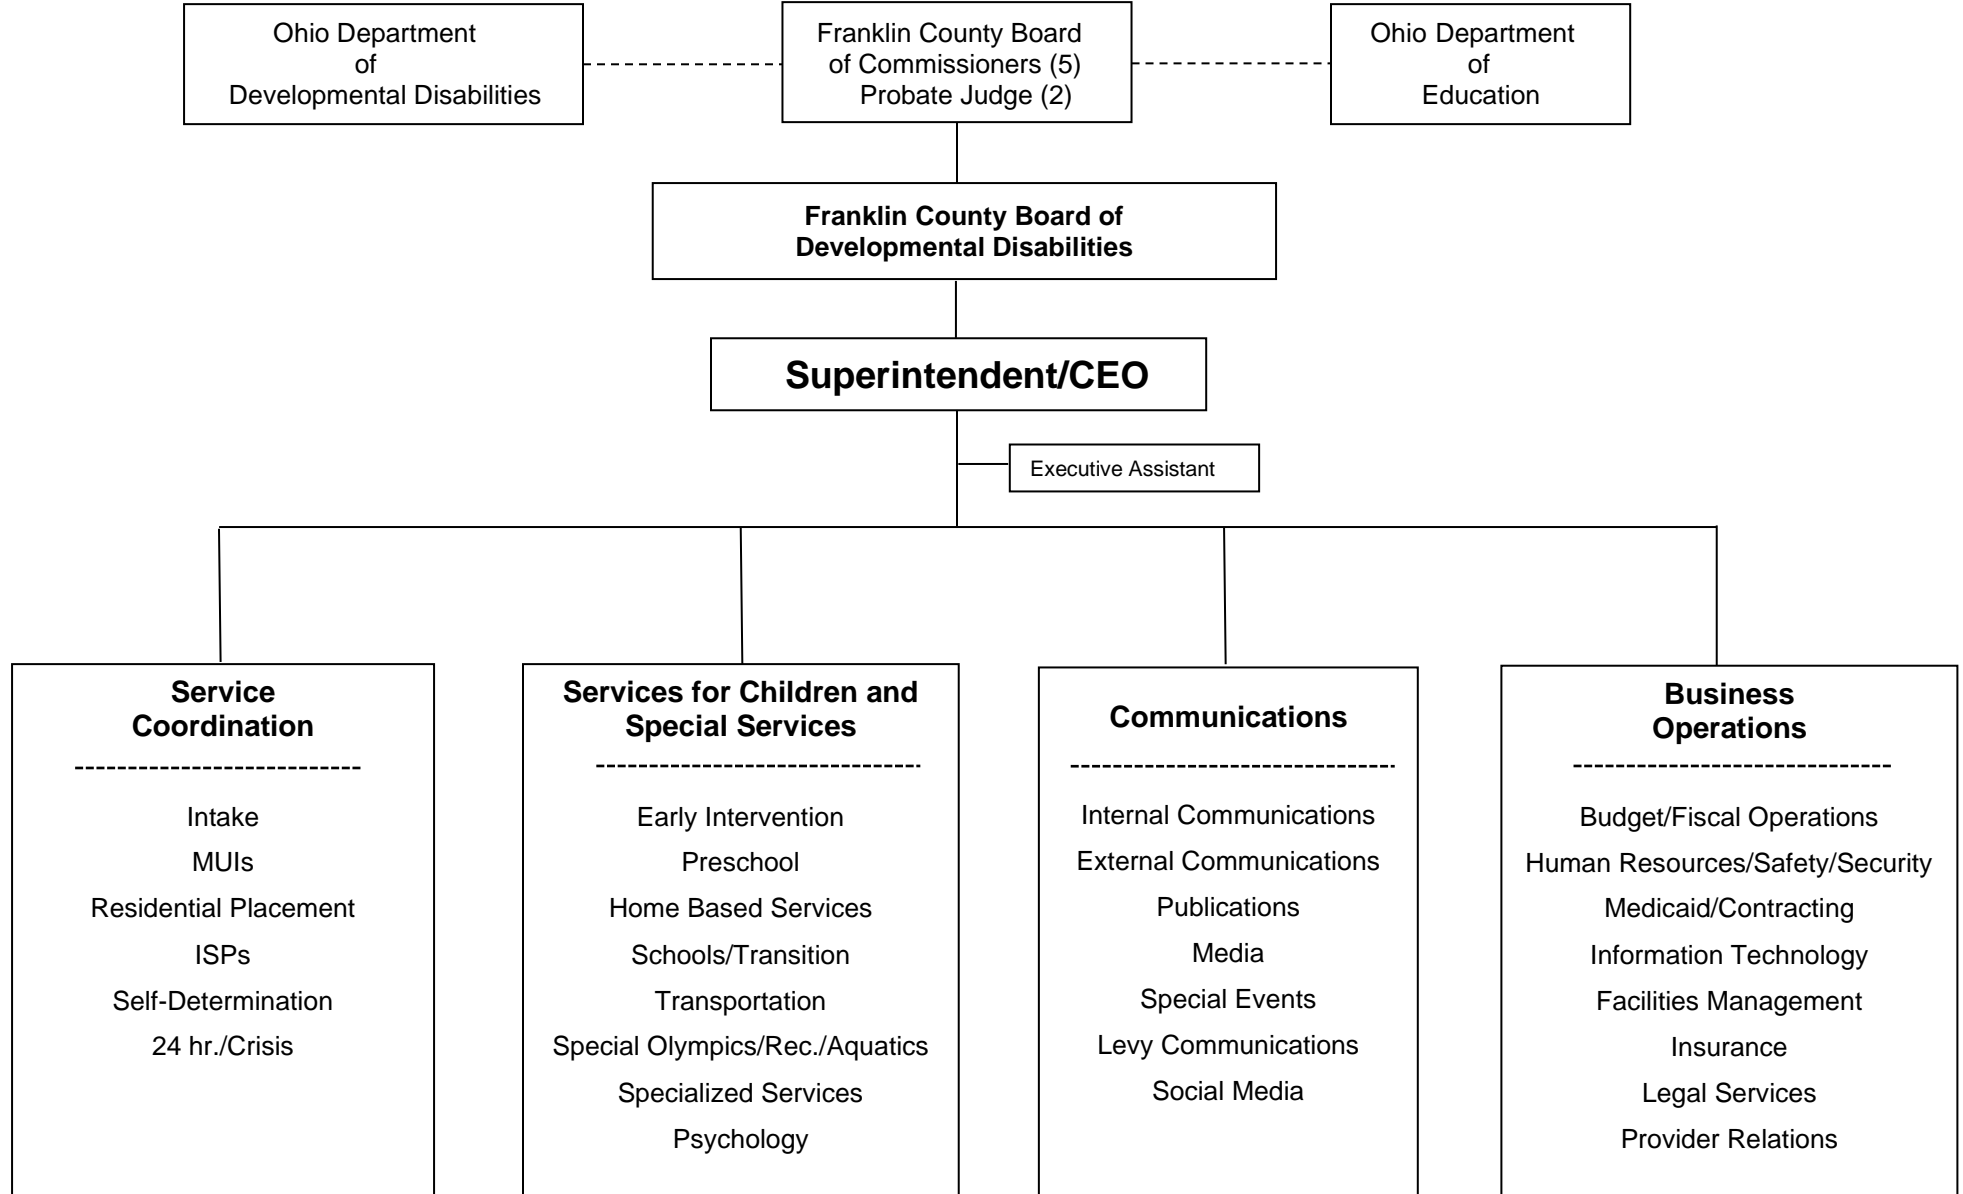 Ohio Department
of
Developmental Disabilities
Franklin County Board
of Commissioners (5)
Probate Judge (2)
Ohio Department
of
Education
Franklin County Board of
Developmental Disabilities
Superintendent/CEO
Executive Assistant
Service
Coordination
Intake
MUIs
Residential Placement
ISPs
Self-Determination
24 hr./Crisis
Services for Children and
Special Services
Early Intervention
Preschool
Home Based Services
Schools/Transition
Transportation
Special Olympics/Rec./Aquatics
Specialized Services
Psychology
Communications
Internal Communications
External Communications
Publications
Media
Special Events
Levy Communications
Social Media
Business
Operations
Budget/Fiscal Operations
Human Resources/Safety/Security
Medicaid/Contracting
Information Technology
Facilities Management
Insurance
Legal Services
Provider Relations